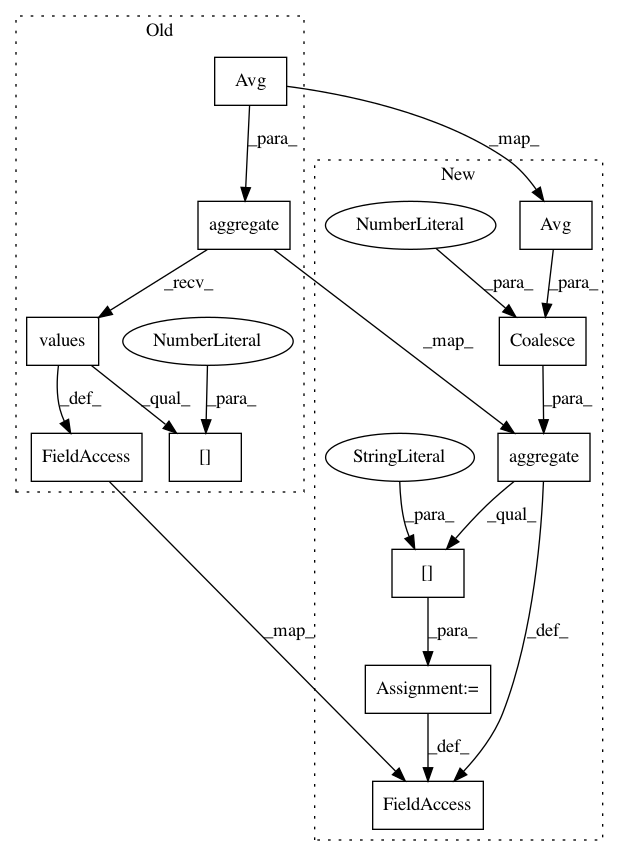 Old
Avg
_para_
_map_
New
NumberLiteral
Avg
aggregate
_recv_
_para_
_para_
values
NumberLiteral
_map_
Coalesce
_def_
_qual_
_para_
_para_
FieldAccess
[]
StringLiteral
aggregate
_para_
_qual_
[]
_map_
_para_
_def_
Assignment:=
_def_
FieldAccess